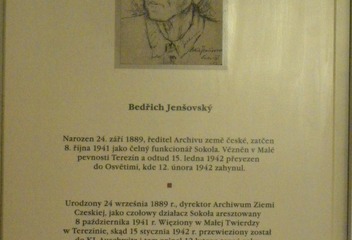 Bedřich Jenšovský
Narozen 24. září 1889, ředitel Archivu země české, zatčen
8. října 1941 jako čelný funkcionář Sokola. Vězněn v Malé
pevnosti Terezín a odtud 15. ledna 1942 převezen
do Osvětimi, kde 12. února 1942 zahynul.
Urodzony 24 września 1889 r., dyrektor Archiwum Ziemi
Czeskiej, jako czołowy działacz Sokoła aresztowany
8 października 1941 r. Więziony w Małej Twierdzy
w Terezinie, skąd 15 stycznia 1942 r. przewieziony został
do KL Auschwitz